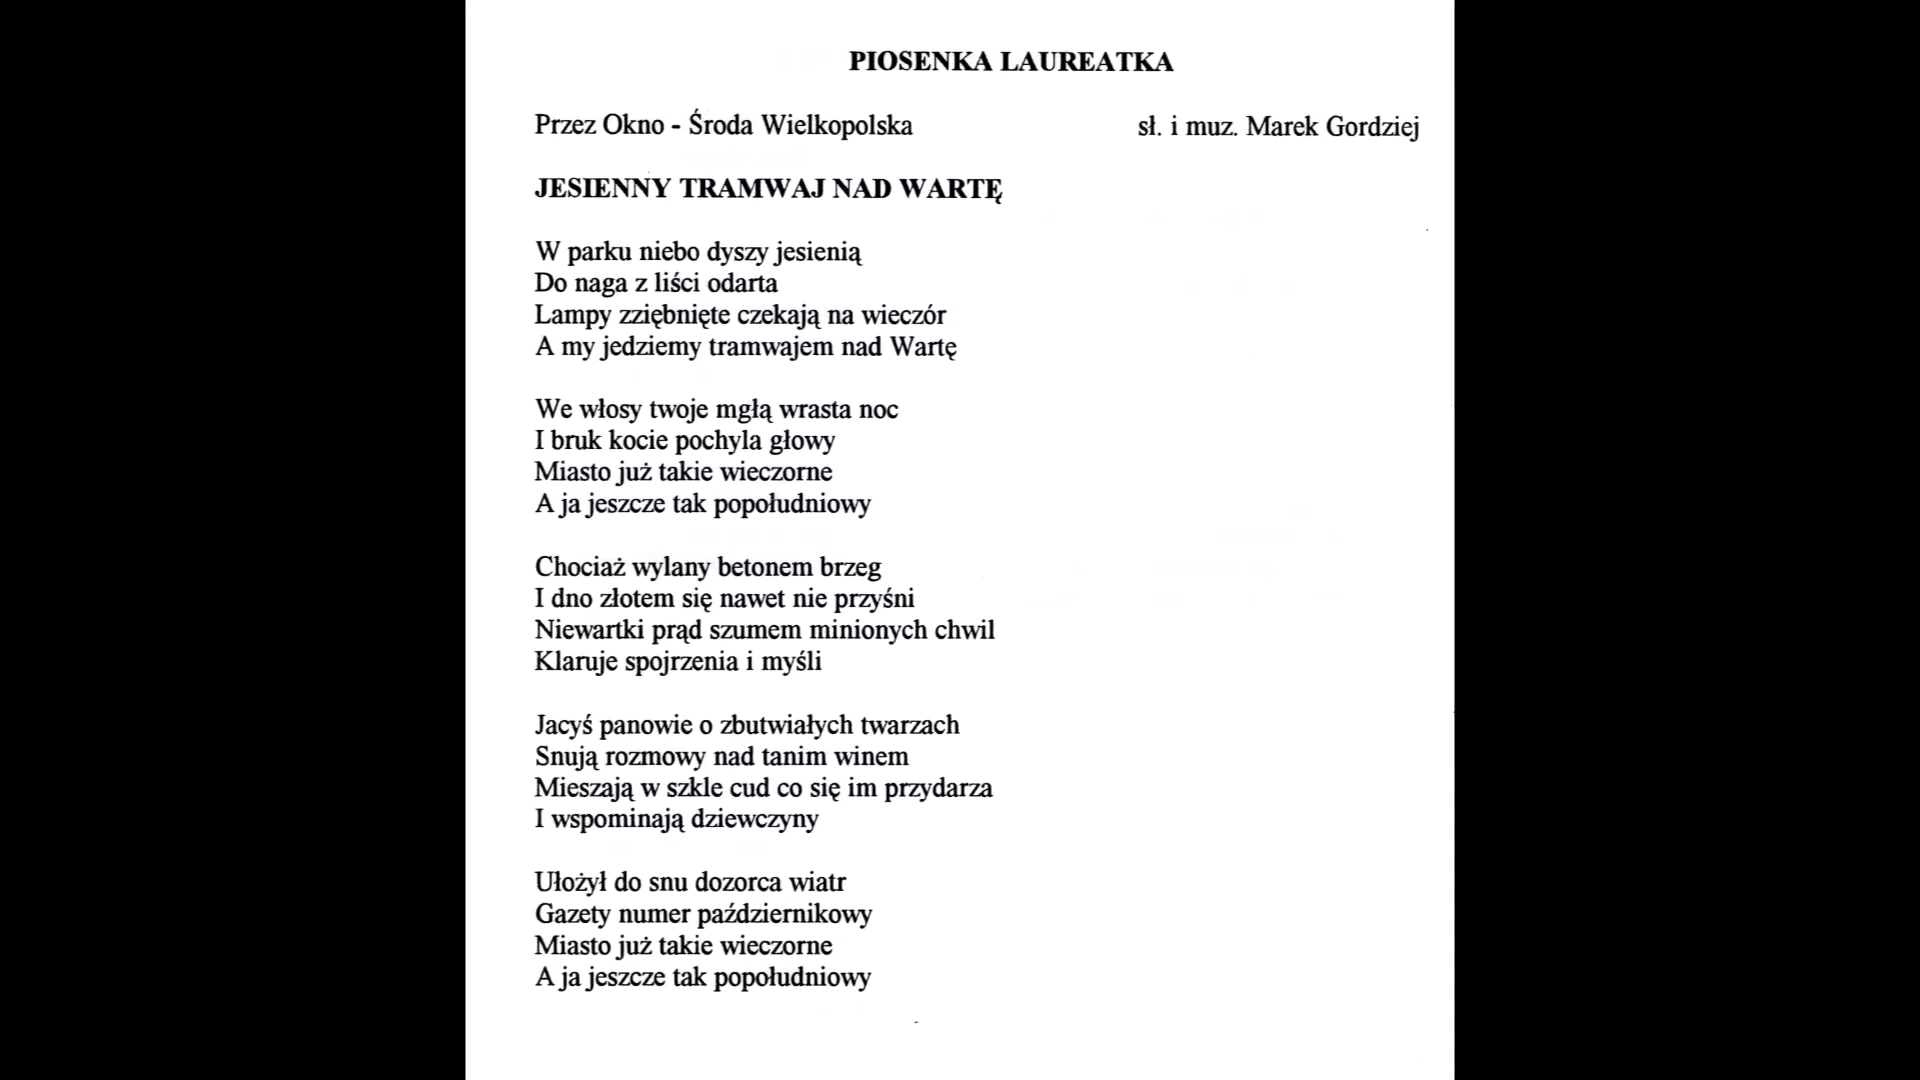 PIOSENKA LAUREATKA
Przez Okno - Środa Wielkopolska sł. i muz. Marek Gordziej
JESIENNY TRAMWAJ NAD WARTĘ
W parku niebo dyszy jesienią
Do naga z liści odarta
Lampy zziębnięte czekają na wieczór
A my jedziemy tramwajem nad Wartę
We włosy twoje mgłą wrasta noc
I bruk kocie pochyla głowy
Miasto już takie wieczorne
A ja jeszcze tak popołudniowy
Chociaż wylany betonem brzeg
I dno złotem się nawet nie przyśni
Niewartki prąd szumem minionych chwil
Klaruje spojrzenia i myśli
Jacyś panowie o zbutwiałych twarzach
Snują rozmowy nad tanim winem
Mieszają w szkle cud co się im przydarza
I wspominają dziewczyny
Ułożył do snu dozorca wiatr
Gazety numer październikowy
Miasto już takie wieczorne
A ja jeszcze tak popołudniowy